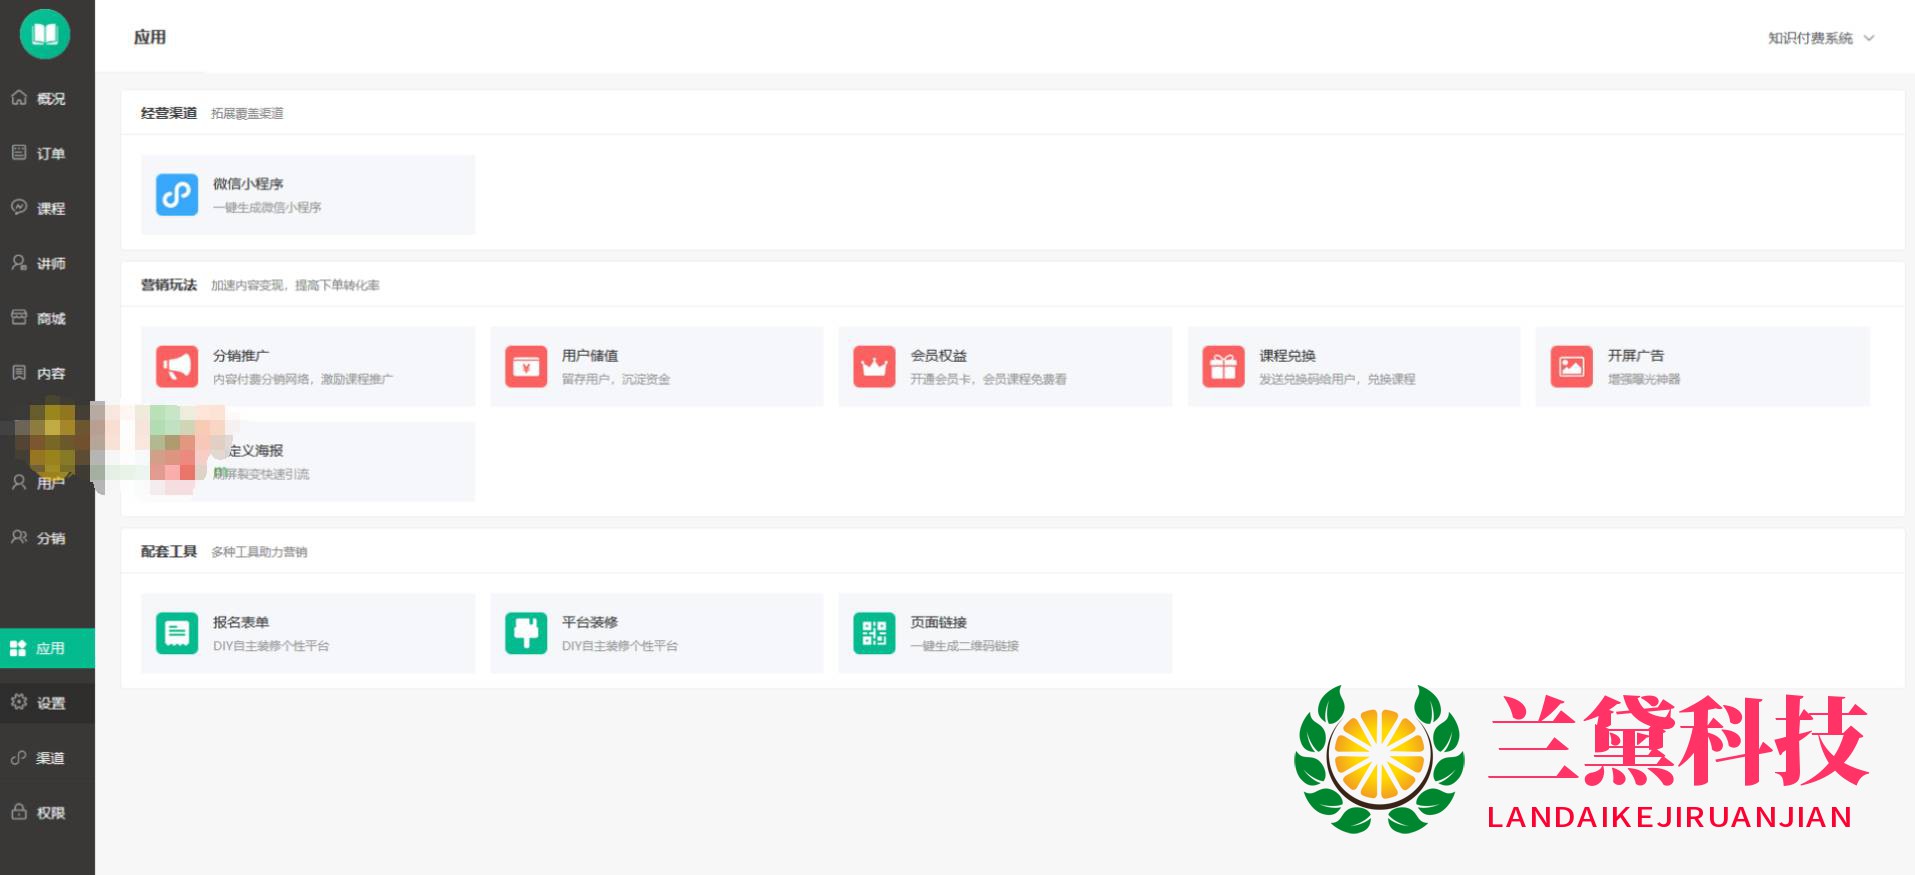 应用
知识付费系统
概况
订单
课程
讲师
商城
内容
用户
分销
应用
设置
渠道
权限
经营渠道 拓展覆盖渠道
微信小程序
一键生成微信小程序
营销玩法 加速内容变现，提高下单转化率
分销推广
内容付费分销网络，激励课程推广
用户储值
留存用户，沉淀资金
会员权益
开通会员卡，会员课程免费看
课程兑换
发送兑换码给用户，兑换课程
开屏广告
增强曝光神器
定义海报
屏裂变快速引流
配套工具 多种工具助力营销
报名表单
DIY自主装修个性平台
平台装修
DIY自主装修个性平台
页面链接
一键生成二维码链接
兰黛科技
LANDAIKEJIRUANJIAN